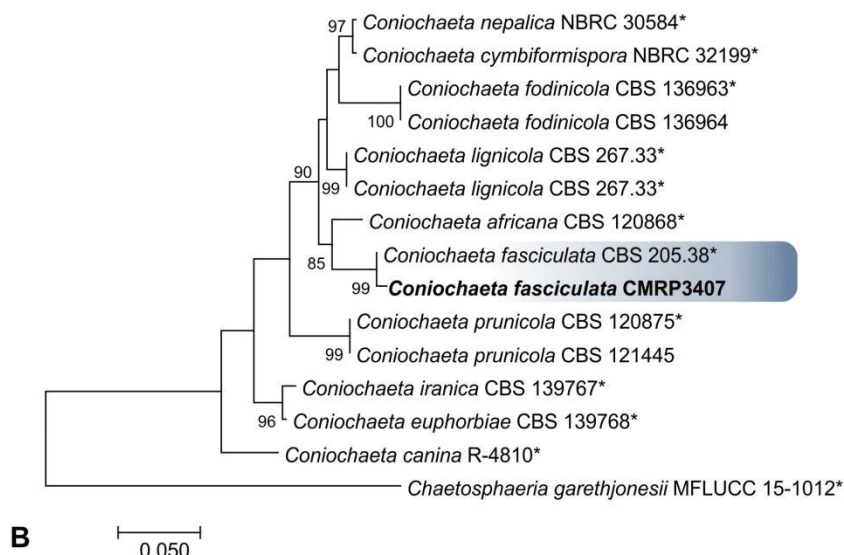 97
Coniochaeta nepalica NBRC 30584*
Coniochaeta cymbiformispora NBRC 32199*
Coniochaeta fodinicola CBS 136963*
100
Coniochaeta fodinicola CBS 136964
Coniochaeta lignicola CBS 267.33*
90
99
Coniochaeta lignicola CBS 267.33*
Coniochaeta africana CBS 120868*
Coniochaeta fasciculata CBS 205.38*
85
99
Coniochaeta fasciculata CMRP3407
Coniochaeta prunicola CBS 120875*
99
Coniochaeta prunicola CBS 121445
Coniochaeta iranica CBS 139767*
96
Coniochaeta euphorbiae CBS 139768*
Coniochaeta canina R-4810*
Chaetosphaeria garethjonesii MFLUCC 15-1012*
B
0.050